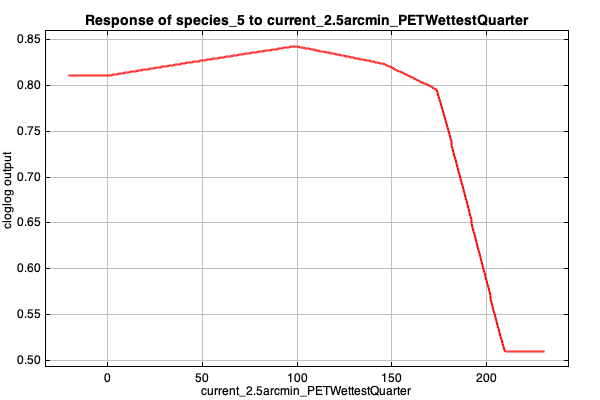 Response of species_5 to current_2.5arcmin_PETWettestQuarter
0.85
0.80
0.75
0.70
0.65
0.60
0.55
0.50
cloglog output
0 50 100 150 200
current_2.5arcmin_PETWettestQuarter